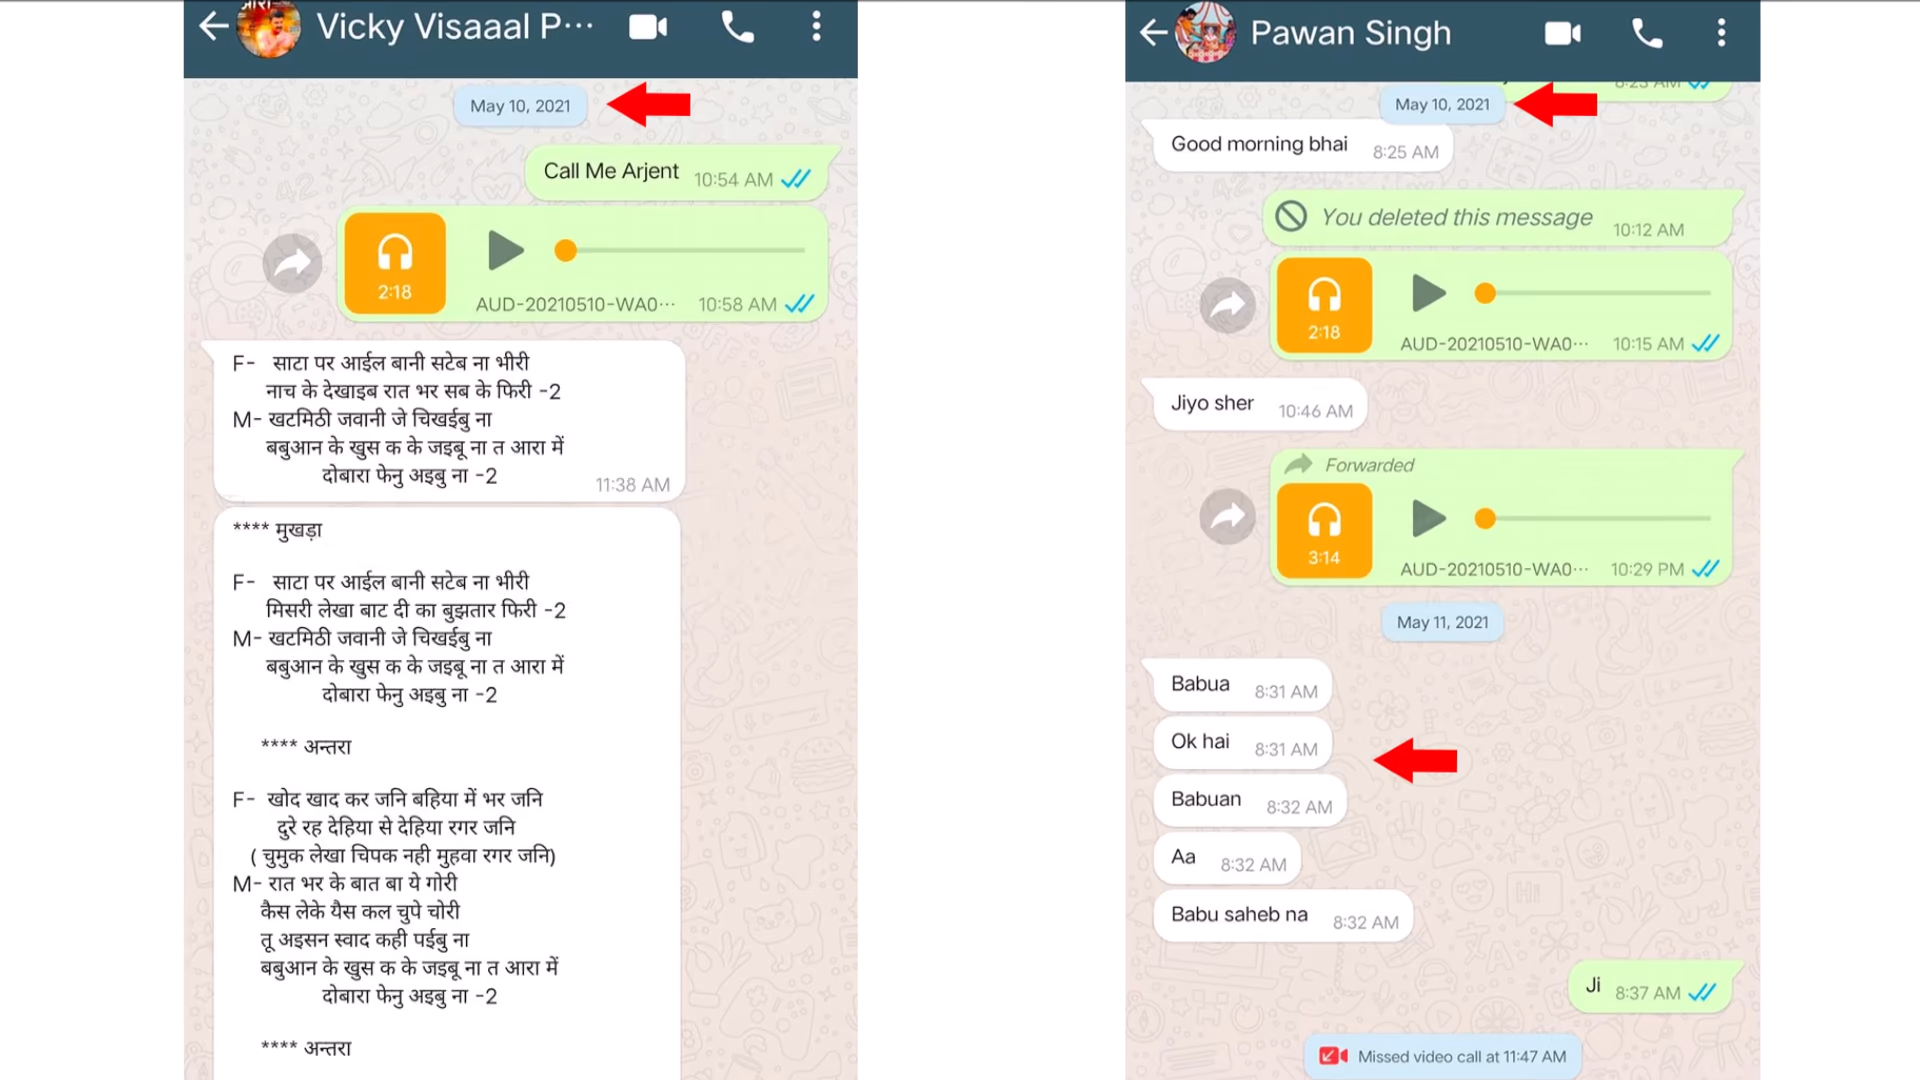 आरा
Vicky Visaaal P...
May 10, 2021
Call Me Arjent 10:54 AM
2:18
AUD-20210510-WA0... 10:58 AM
F- साटा पर आईल बानी सटेब ना भीरी
नाच के देखाइब रात भर सब के फिरी -2
M- खटमिठी जवानी जे चिखईबु ना
बबुआन के खुस क के जइबू ना त आरा में
दोबारा फेनु अइबु ना -2
11:38 AM
**** मुखड़ा
F- साटा पर आईल बानी सटेब ना भीरी
मिसरी लेखा बाट दी का बुझतार फिरी -2
M- खटमिठी जवानी जे चिखईबु ना
बबुआन के खुस क के जइबू ना त आरा में
दोबारा फेनु अइबु ना -2
**** अन्तरा
F- खोद खाद कर जनि बहिया में भर जनि
दुरे रह देहिया से देहिया रगर जनि
( चुमुक लेखा चिपक नही मुहवा रगर जनि)
M- रात भर के बात बा ये गोरी
कैस लेके यैस कल चुपे चोरी
तू अइसन स्वाद कही पईबु ना
बबुआन के खुस क के जइबू ना त आरा में
दोबारा फेनु अइबु ना -2
**** अन्तरा
Pawan Singh
8:23 AM
May 10, 2021
Good morning bhai 8:25 AM
You deleted this message 10:12 AM
2:18
AUD-20210510-WA0... 10:15 AM
Jiyo sher 10:46 AM
Forwarded
3:14
AUD-20210510-WA0... 10:29 PM
May 11, 2021
Babua 8:31 AM
Ok hai 8:31 AM
Babuan 8:32 AM
Aa 8:32 AM
Babu saheb na 8:32 AM
Ji 8:37 AM
Missed video call at 11:47 AM